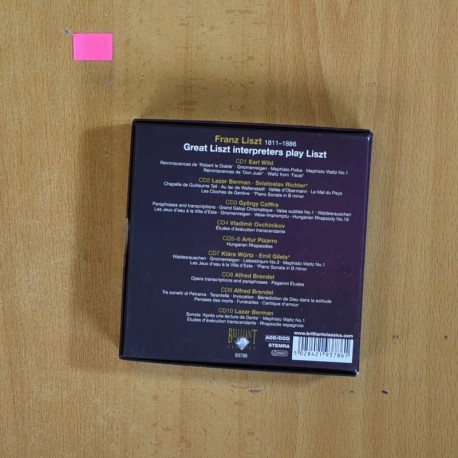 Franz Liszt 1811-1886
Great Liszt interpreters play Liszt
CD1 Earl Wild
Réminiscences de 'Robert le Diable' · Gnomenreigen · Mephisto Polka · Mephisto Waltz No.1
Réminiscences de 'Don Juan' · Waltz from 'Faust'
CD2 Lazar Berman · Sviatoslav Richter*
Chapelle de Guillaume Tell · Au lac de Wallenstadt · Vallée d'Obermann · Le Mal du Pays
Les Cloches de Genève · *Piano Sonata in B minor
CD3 György Cziffra
Paraphrases and transcriptions · Grand Galop Chromatique · Valse oubliée No.1 · Waldesrauschen
Les Jeux d'eau à la Villa d'Este · Gnomenreigen · Valse-Impromptu · Hungarian Rhapsody No.19
CD4 Vladimir Ovchinikov
Etudes d'exécution transcendante
CD5-6 Artur Pizarro
Hungarian Rhapsodies
CD7 Klára Würtz · Emil Gilels*
Waldesrauschen · Gnomenreigen · Liebestraum No.3 · Mephisto Waltz No.1
Les Jeux d'eau à la Villa d'Este · *Piano Sonata in B minor
CD8 Alfred Brendel
Opera transcriptions and paraphrases · Paganini Etudes
CD9 Alfred Brendel
Tre sonetti di Petrarca · Tarantella · Invocation · Bénédiction de Dieu dans la solitude
Pensées des morts · Funérailles · Cantique d'amour
CD10 Lazar Berman
Sonata 'Après une lecture de Dante' · Mephisto Waltz No.1
Etudes d'exécution transcendante · Rhapsodie espagnole
BRILLIANT
CLASSICS
93786
ADD/DDD
STEMRA
www.brilliantclassics.com
5 028421 937861